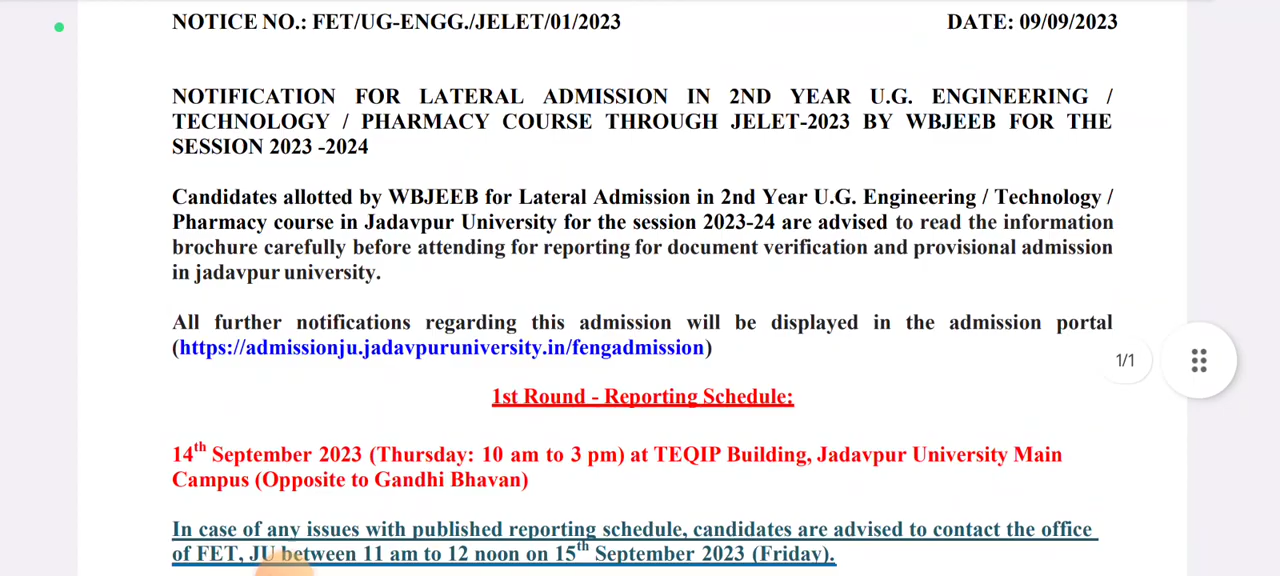 NOTICE NO.: FET/UG-ENGG./JELET/01/2023 DATE: 09/09/2023
NOTIFICATION FOR LATERAL ADMISSION IN 2ND YEAR U.G. ENGINEERING /
TECHNOLOGY / PHARMACY COURSE THROUGH JELET-2023 BY WBJEEB FOR THE
SESSION 2023 -2024
Candidates allotted by WBJEEB for Lateral Admission in 2nd Year U.G. Engineering / Technology /
Pharmacy course in Jadavpur University for the session 2023-24 are advised to read the information
brochure carefully before attending for reporting for document verification and provisional admission
in jadavpur university.
All further notifications regarding this admission will be displayed in the admission portal
(https://admissionju.jadavpuruniversity.in/fengadmission)
1/1
1st Round - Reporting Schedule:
14th September 2023 (Thursday: 10 am to 3 pm) at TEQIP Building, Jadavpur University Main
Campus (Opposite to Gandhi Bhavan)
In case of any issues with published reporting schedule, candidates are advised to contact the office
of FET, JU between 11 am to 12 noon on 15th September 2023 (Friday).